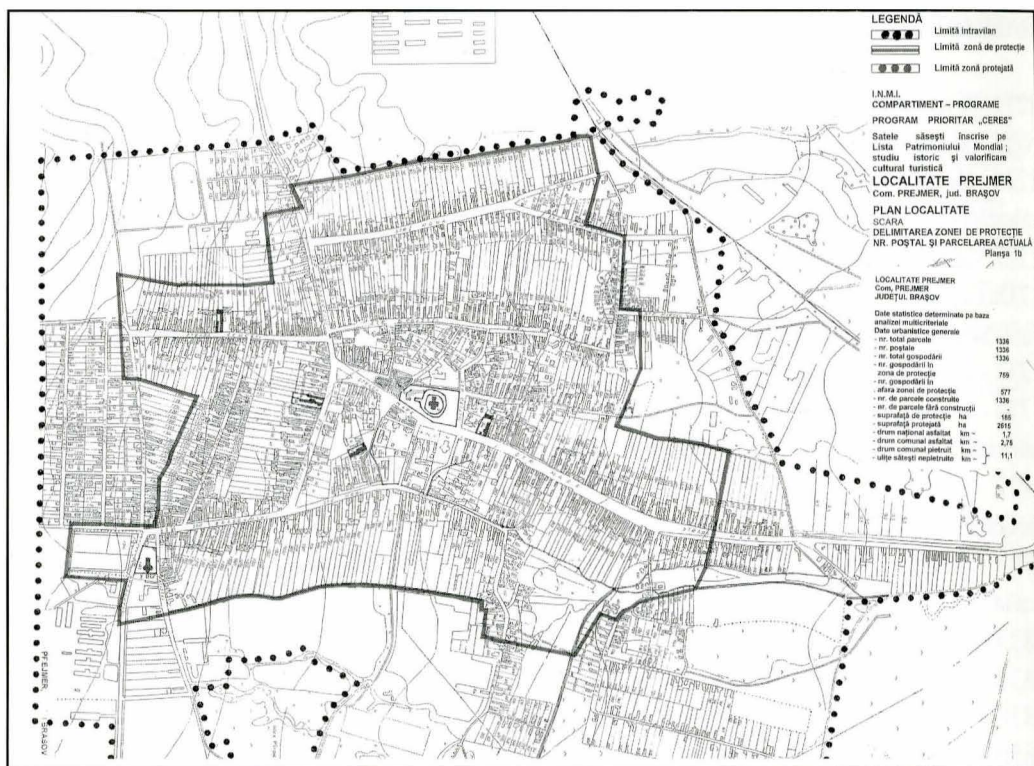 LEGENDĂ
Limită intravilan
Limită zonă de protecție
Limită zonă protejată
I.N.M.I.
COMPARTIMENT – PROGRAME
PROGRAM PRIORITAR „CERES”
Satele săsești înscrise pe
Lista Patrimoniului Mondial ;
studiu istoric și valorificare
cultural turistică
LOCALITATE PREJMER
Com. PREJMER, jud. BRAȘOV
PLAN LOCALITATE
SCARA
DELIMITAREA ZONEI DE PROTECȚIE
NR. POȘTAL ȘI PARCELAREA ACTUALĂ
Planșa 1b
LOCALITATE PREJMER
Com, PREJMER
JUDEȚUL BRAȘOV
Date statistice determinate pe baza
analizei multicriteriale
Date urbanistice generale
- nr. total parcele 1336
- nr. poștale 1336
- nr. total gospodării 1336
- nr. gospodării în
zona de protecție 759
- nr. gospodării în
afara zonei de protecție 577
- nr. de parcele construite 1336
- nr. de parcele fără construcții -
- suprafață de protecție ha 186
- suprafață protejată ha 2616
- drum național asfaltat km – 1,7
- drum comunal asfaltat km – 2,75
- drum comunal pietruit km –
- ulițe sătești nepietruite km – } 11,1
PREJMER
BRAȘOV